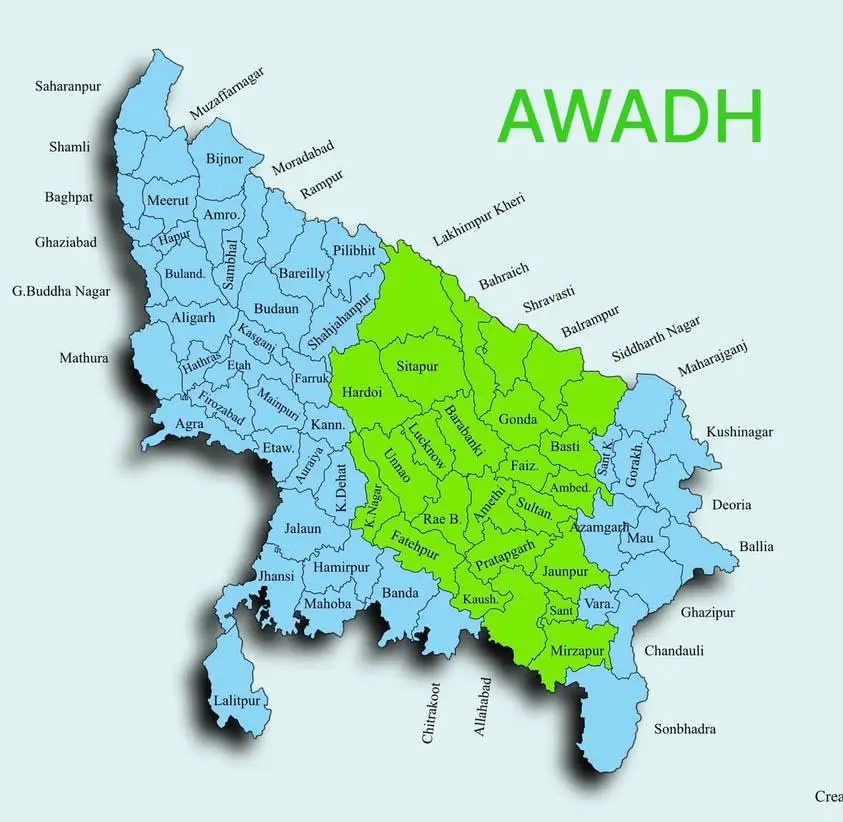 AWADH
Saharanpur
Muzaffarnagar
Shamli
Bijnor
Moradabad
Rampur
Baghpat
Meerut
Amro.
Lakhimpur Kheri
Ghaziabad
Hapur
Sambhal
Pilibhit
Buland.
Bareilly
Bahraich
G.Buddha Nagar
Shravasti
Aligarh
Budaun
Shahjahanpur
Balrampur
Kasganj
Siddharth Nagar
Mathura
Hathras
Etah
Sitapur
Maharajganj
Farruk
Hardoi
Firozabad
Mainpuri
Agra
Kann.
Gonda
Kushinagar
Etaw.
Auraiya
Lucknow
Barabanki
Basti
Sant K.
Gorakh.
Unnao
Faiz.
K.Dehat
K.Nagar
Ambed.
Amethi
Sultan.
Deoria
Rae B.
Jalaun
Azamgarh
Mau
Fatehpur
Pratapgarh
Ballia
Hamirpur
Jhansi
Jaunpur
Banda
Mahoba
Kaush.
Sant
Vara.
Ghazipur
Mirzapur
Chandauli
Lalitpur
Chitrakoot
Allahabad
Sonbhadra
Crea